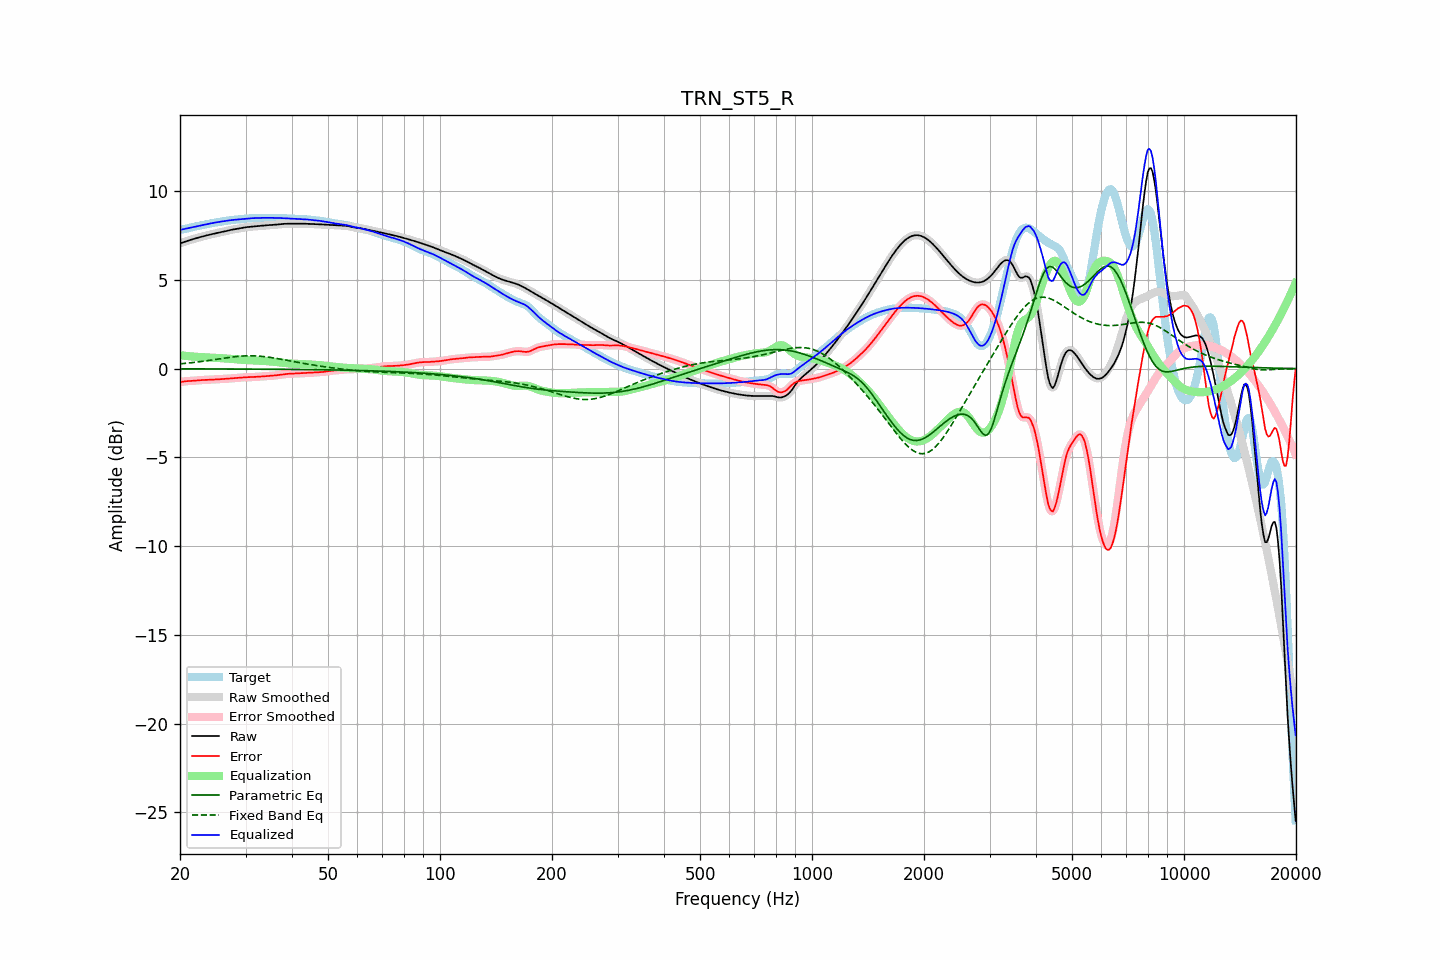 TRN_ST5_R
Amplitude (dBr)
10
5
0
−5
−10
−15
−20
−25
Target
Raw Smoothed
Error Smoothed
Raw
Error
Equalization
Parametric Eq
Fixed Band Eq
Equalized
20 50 100 200 500 1000 2000 5000 10000 20000
Frequency (Hz)